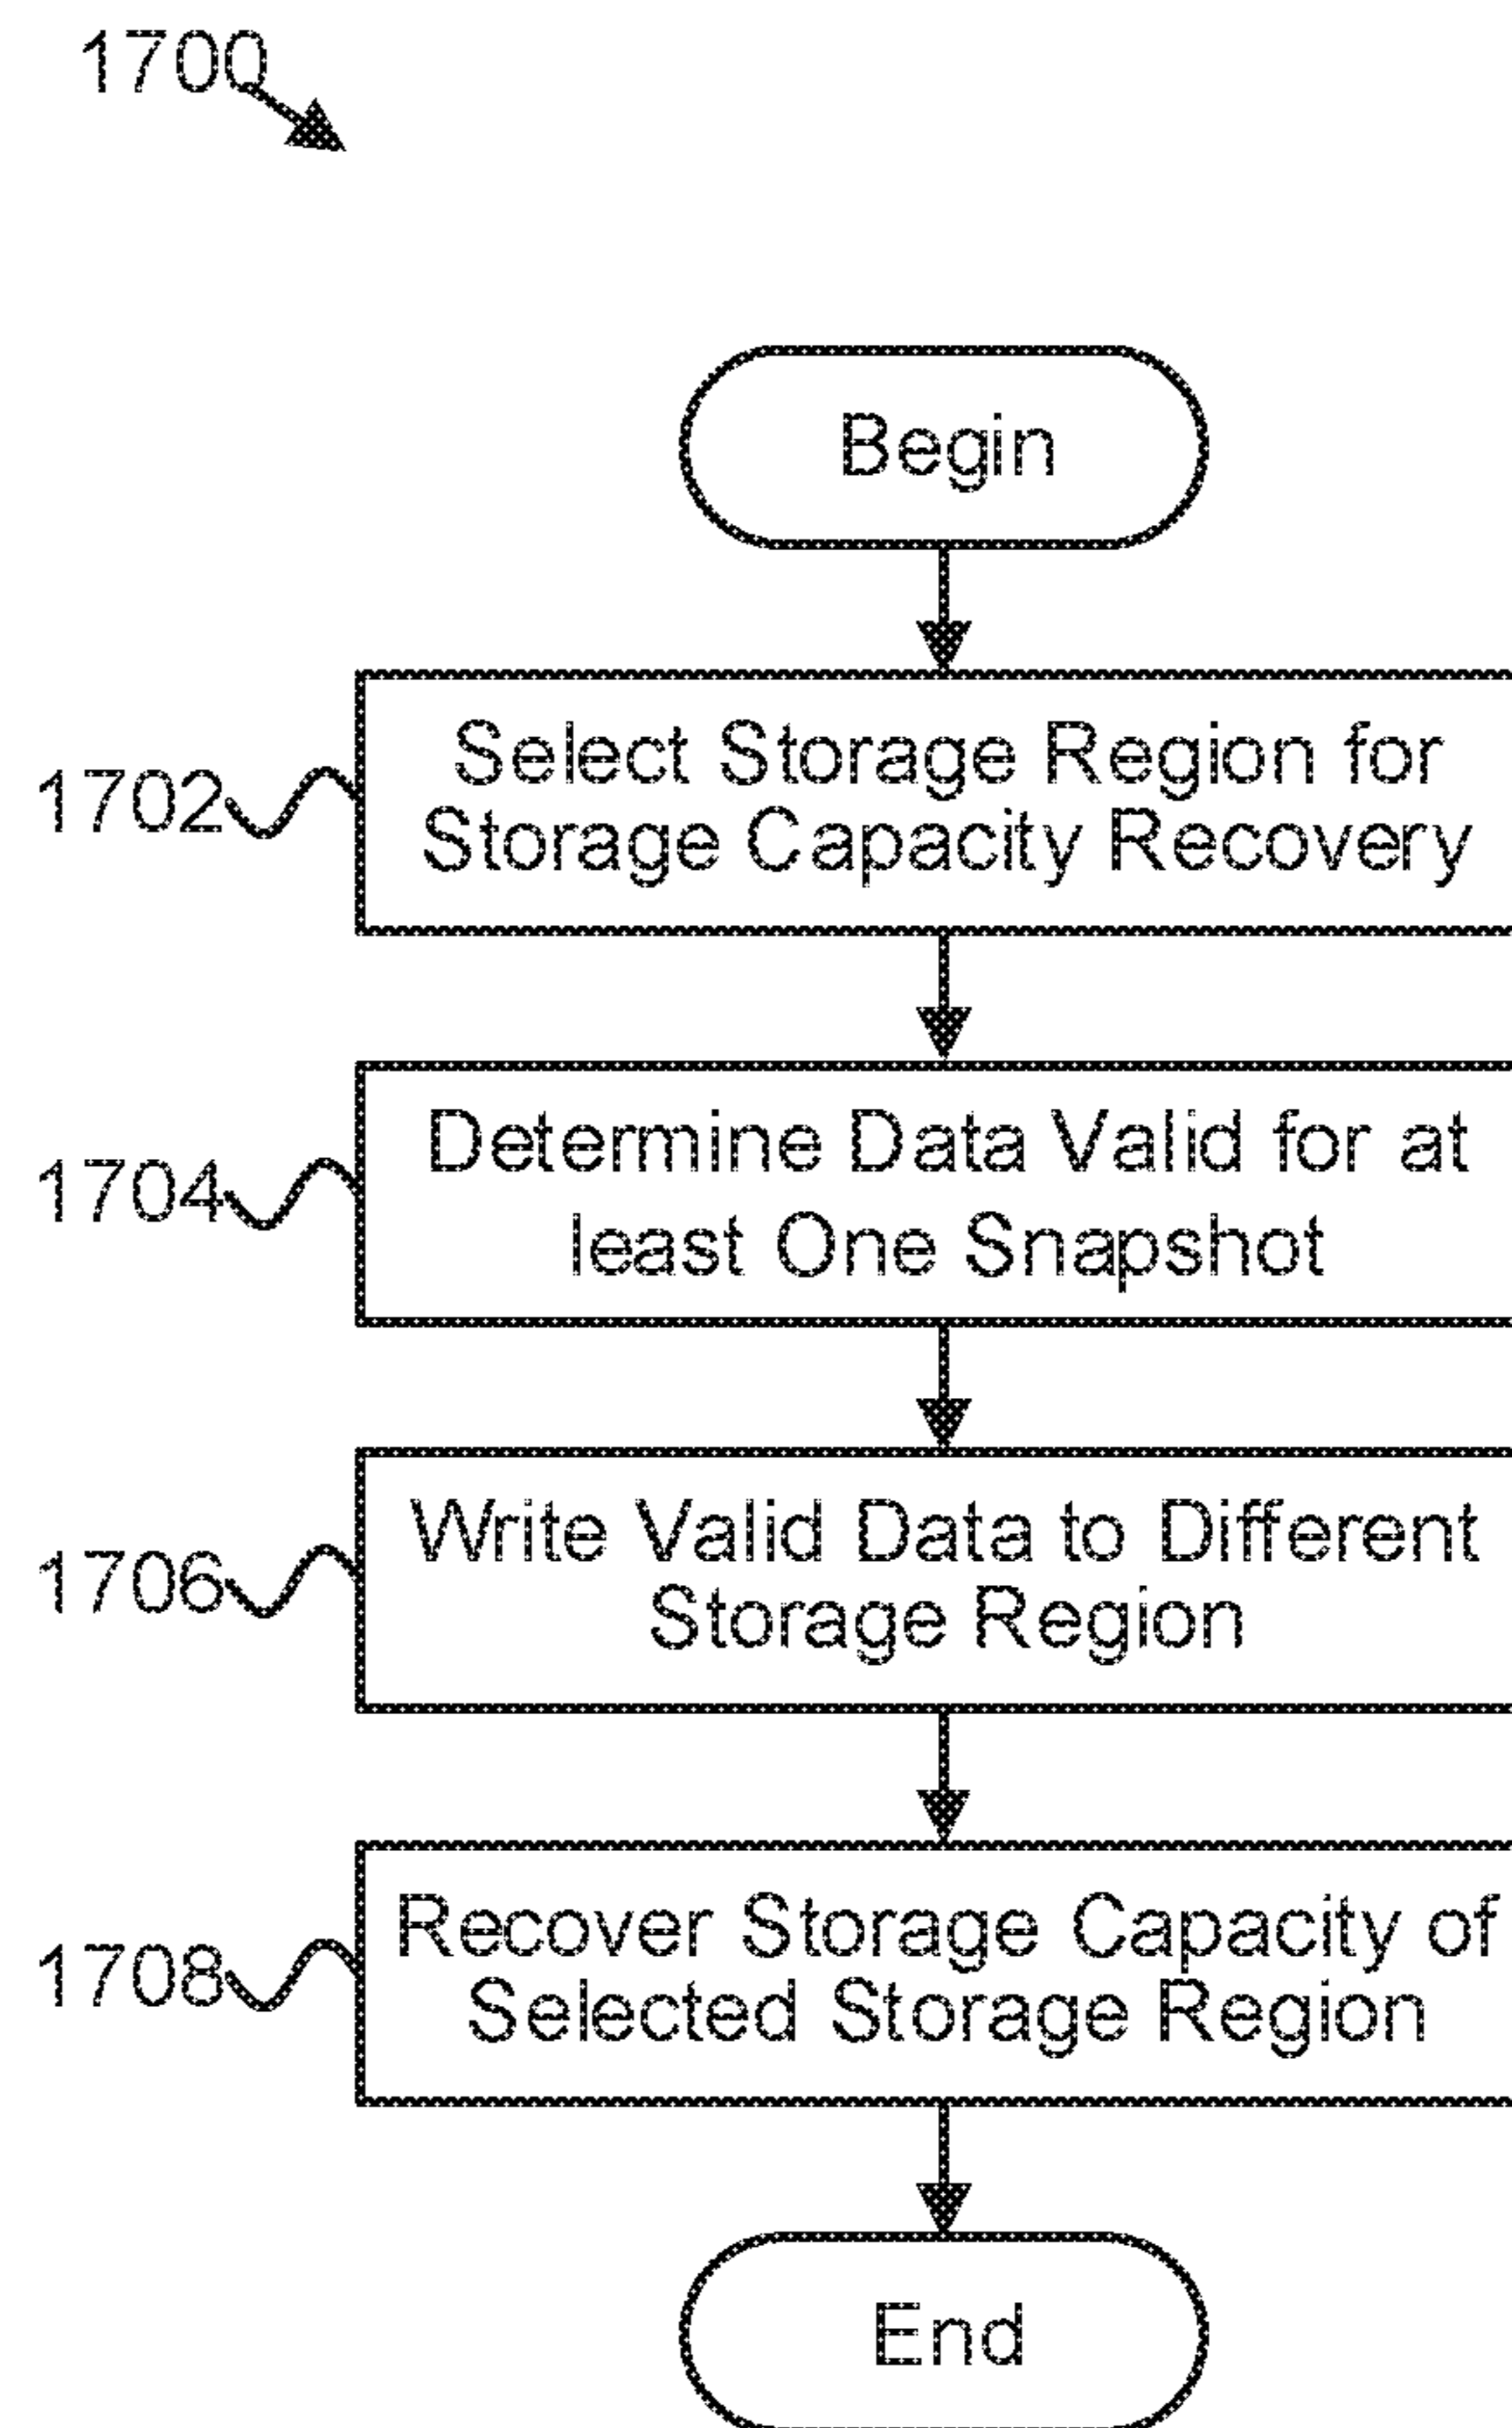 1700
Begin
1702
Select Storage Region for
Storage Capacity Recovery
1704
Determine Data Valid for at
least One Snapshot
1706
Write Valid Data to Different
Storage Region
1708
Recover Storage Capacity of
Selected Storage Region
End